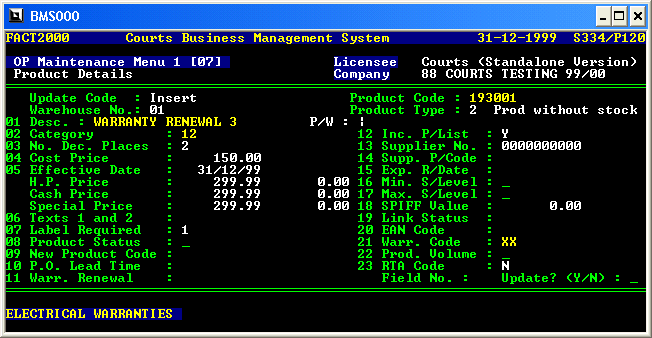 BMS000
FACT2000 Courts Business Management System 31-12-1999 S334/P120
OP Maintenance Menu 1 [07] Licensee Courts (Standalone Version)
Product Details Company 88 COURTS TESTING 99/00
Update Code : Insert Product Code : 193001
Warehouse No.: 01 Product Type : 2 Prod without stock
01 Desc. : WARRANTY RENEWAL 3 P/W :
02 Category : 12 12 Inc. P/List : Y
03 No. Dec. Places : 2 13 Supplier No. : 0000000000
04 Cost Price : 150.00 14 Supp. P/Code :
05 Effective Date : 31/12/99 15 Exp. R/Date :
H.P. Price : 299.99 0.00 16 Min. S/Level : _
Cash Price : 299.99 0.00 17 Max. S/Level : _
Special Price : 299.99 0.00 18 SPIFF Value : 0.00
06 Texts 1 and 2 : 19 Link Status :
07 Label Required : 1 20 EAN Code :
08 Product Status : _ 21 Warr. Code : XX
09 New Product Code : 22 Prod. Volume : _
10 P.O. Lead Time : 23 RTA Code : N
11 Warr. Renewal : Field No. : Update? (Y/N) : _
ELECTRICAL WARRANTIES